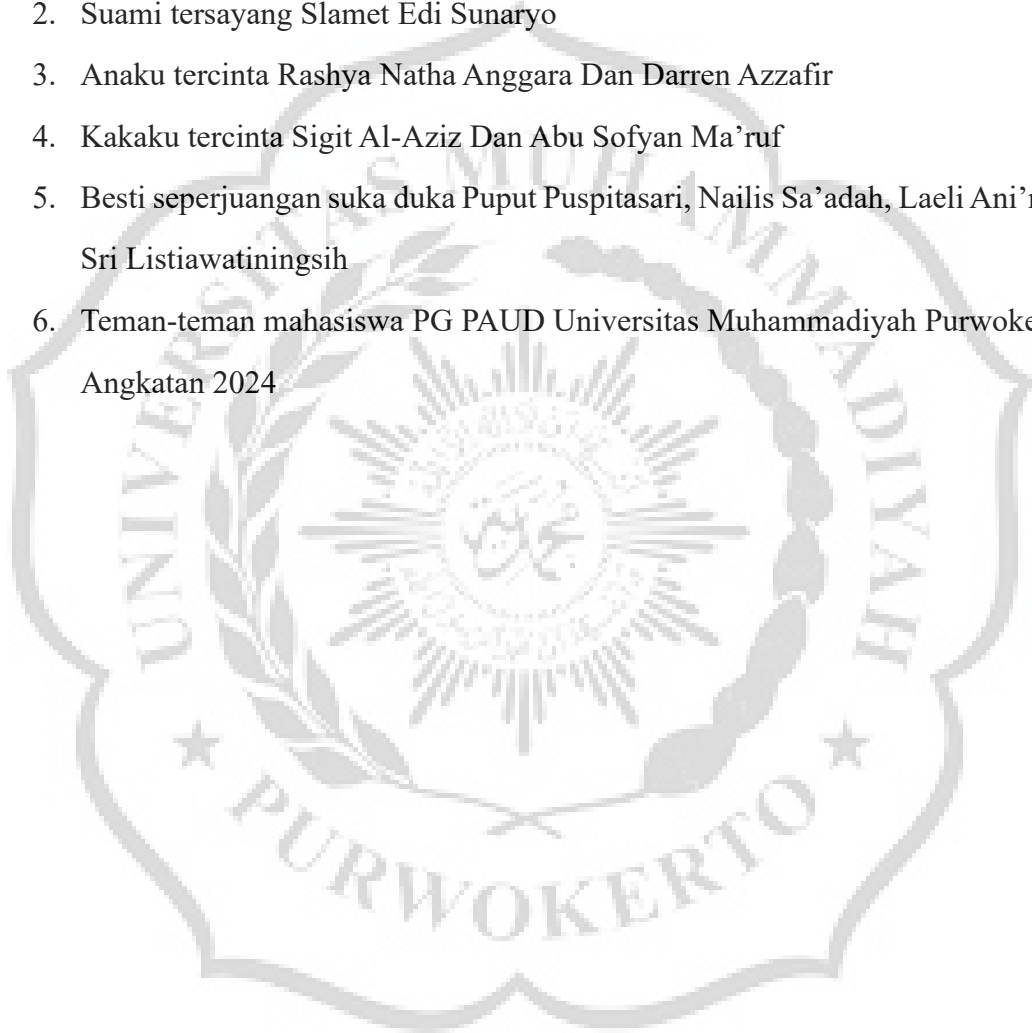 2. Suami tersayang Slamet Edi Sunaryo
3. Anaku tercinta Rashya Natha Anggara Dan Darren Azzafir
4. Kakaku tercinta Sigit Al-Aziz Dan Abu Sofyan Ma’ruf
5. Besti seperjuangan suka duka Puput Puspitasari, Nailis Sa’adah, Laeli
Sri Listiawatiningsih
6. Teman-teman mahasiswa PG PAUD Universitas Muhammadiyah
Angkatan 2024
UNIVERSITAS MUHAMMADIYAH
PURWOKERTO